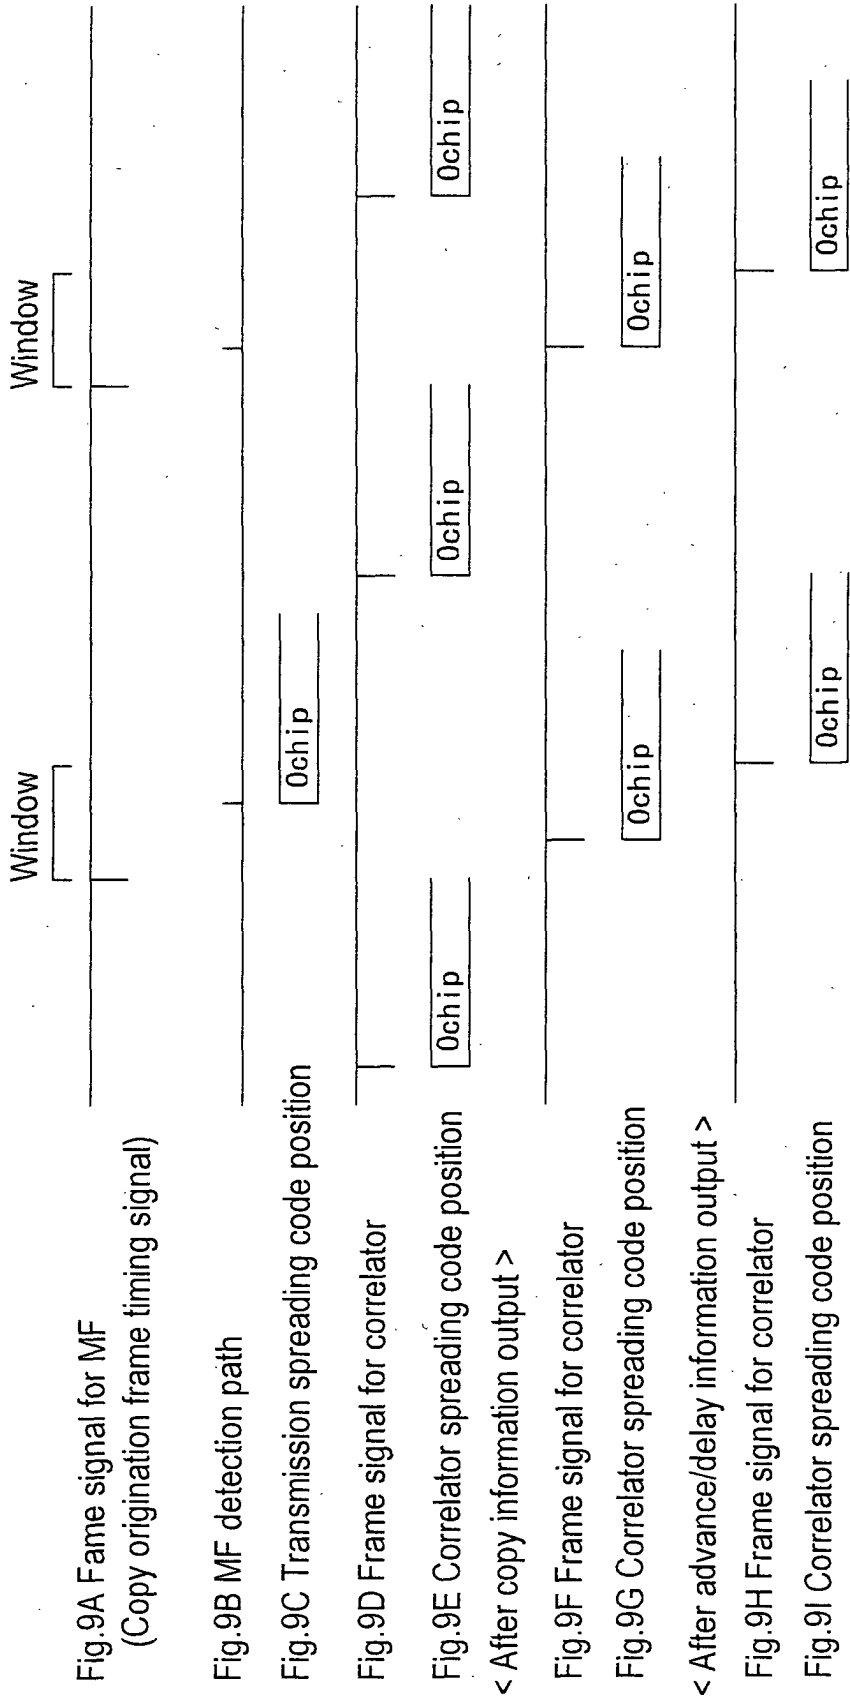 Window
Window
Fig.9A Fame signal for MF
(Copy origination frame timing signal)
Fig.9B MF detection path
Fig.9C Transmission spreading code position
0chip
Fig.9D Frame signal for correlator
Fig.9E Correlator spreading code position
0chip
0chip
0chip
< After copy information output >
Fig.9F Frame signal for correlator
Fig.9G Correlator spreading code position
0chip
0chip
< After advance/delay information output >
Fig.9H Frame signal for correlator
Fig.9I Correlator spreading code position
0chip
0chip